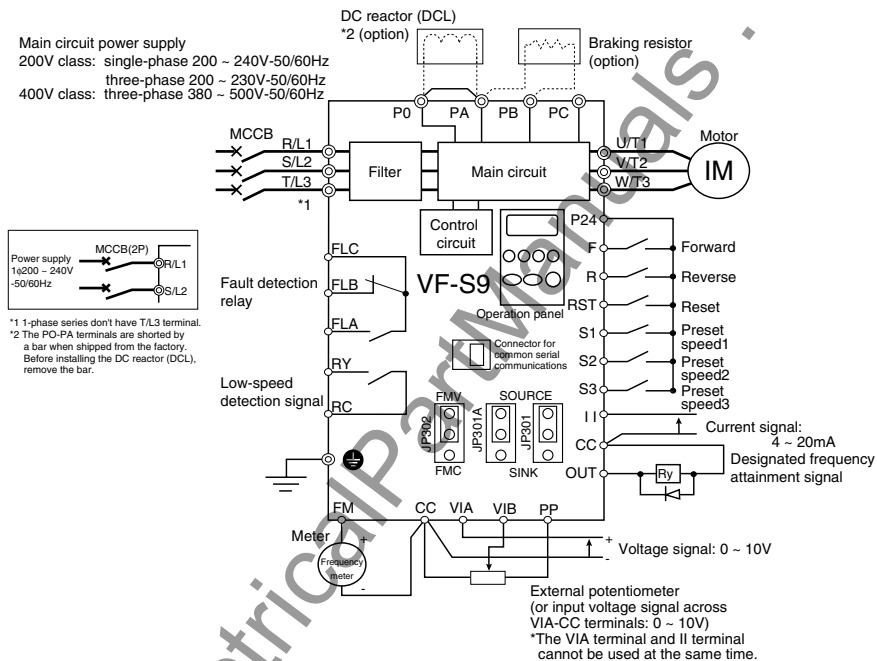 DC reactor (DCL)
*2 (option)
Main circuit power supply
200V class: single-phase 200 ~ 240V-50/60Hz
three-phase 200 ~ 230V-50/60Hz
400V class: three-phase 380 ~ 500V-50/60Hz
Braking resistor
(option)
P0 PA PB PC
MCCB
R/L1
S/L2
T/L3
*1
Filter
Main circuit
U/T1
V/T2
W/T3
Motor
IM
Control
circuit
P24
F
R
RST
S1
S2
S3
II
CC
OUT
Forward
Reverse
Reset
Preset
speed1
Preset
speed2
Preset
speed3
Power supply
1ϕ200 ~ 240V
-50/60Hz
MCCB(2P)
R/L1
S/L2
*1 1-phase series don't have T/L3 terminal.
*2 The PO-PA terminals are shorted by
a bar when shipped from the factory.
Before installing the DC reactor (DCL),
remove the bar.
Fault detection
relay
FLC
FLB
FLA
VF-S9
Operation panel
Connector for
common serial
communications
Low-speed
detection signal
RY
RC
FMV
JP302
FMC
SOURCE
JP301A
JP301
SINK
Current signal:
4 ~ 20mA
Designated frequency
attainment signal
Ry
FM CC VIA VIB PP
Meter
+
Frequency
meter
-
+
-
Voltage signal: 0 ~ 10V
External potentiometer
(or input voltage signal across
VIA-CC terminals: 0 ~ 10V)
*The VIA terminal and II terminal
cannot be used at the same time.
etricalPartManuals .